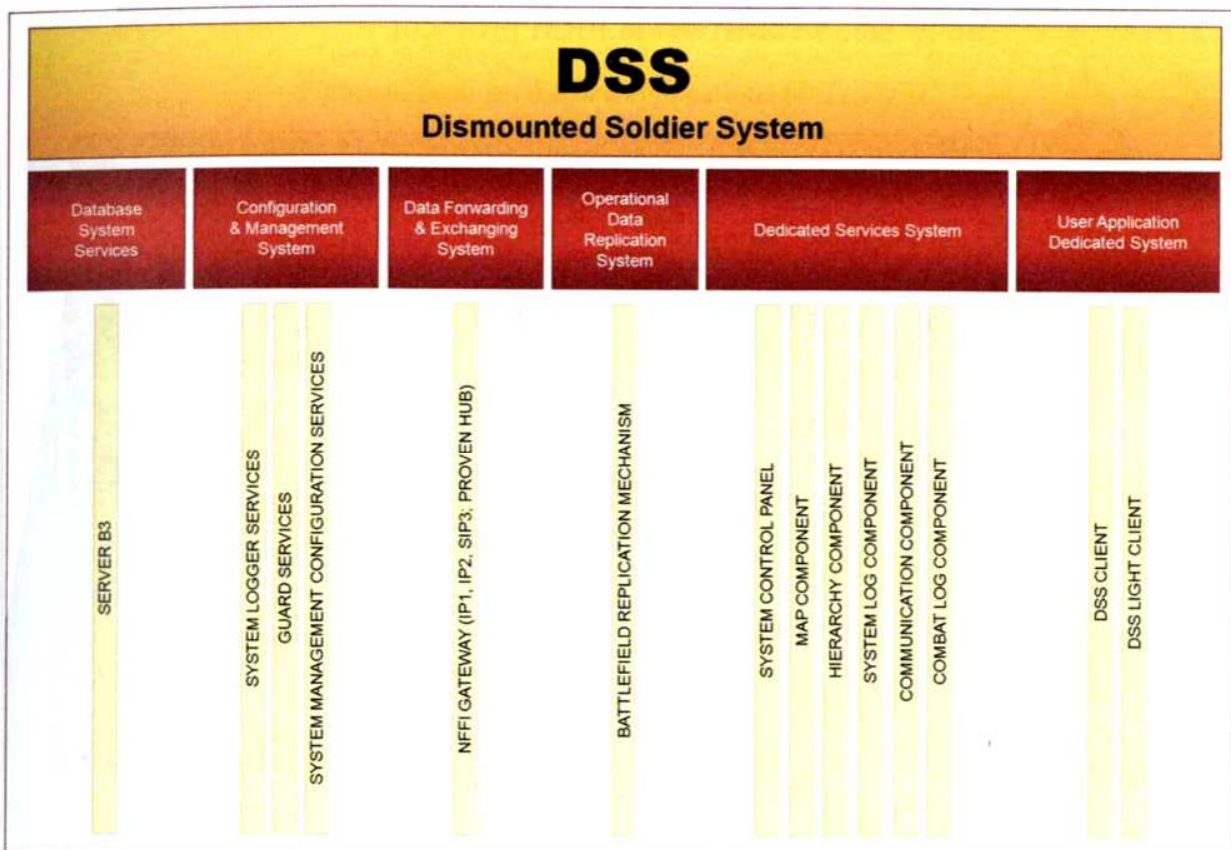 DSS
Dismounted Soldier System
Database
System
Services
Configuration
& Management
System
Data Forwarding
& Exchanging
System
Operational
Data
Replication
System
Dedicated Services System
User Application
Dedicated System
SERVER B3
SYSTEM LOGGER SERVICES
GUARD SERVICES
SYSTEM MANAGEMENT CONFIGURATION SERVICES
NFFI GATEWAY (IP1, IP2, SIP3; PROVEN HUB)
BATTLEFIELD REPLICATION MECHANISM
SYSTEM CONTROL PANEL
MAP COMPONENT
HIERARCHY COMPONENT
SYSTEM LOG COMPONENT
COMMUNICATION COMPONENT
COMBAT LOG COMPONENT
DSS CLIENT
DSS LIGHT CLIENT